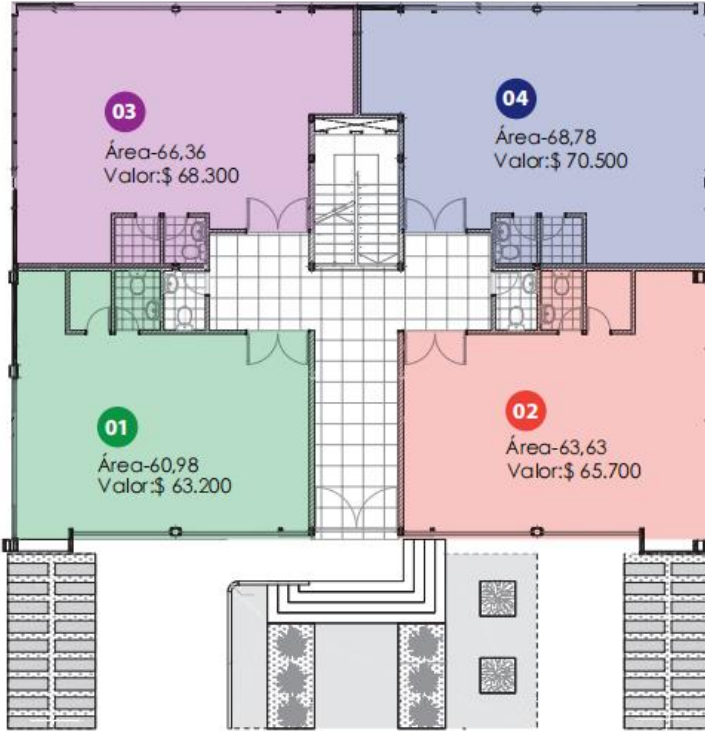 03
Área-66,36
Valor:$ 68.300
04
Área-68,78
Valor:$ 70.500
01
Área-60,98
Valor:$ 63.200
02
Área-63,63
Valor:$ 65.700